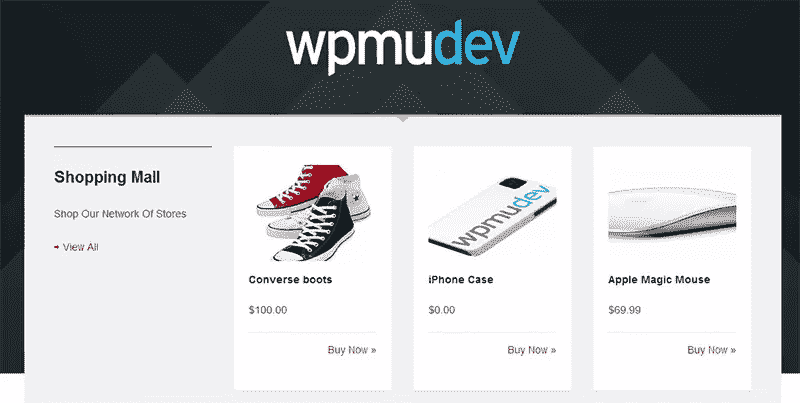 wpmudev
Shopping Mall
Shop Our Network Of Stores
View All
wpmudev
Converse boots
$100.00
Buy Now »
iPhone Case
$0.00
Buy Now »
Apple Magic Mouse
$69.99
Buy Now »